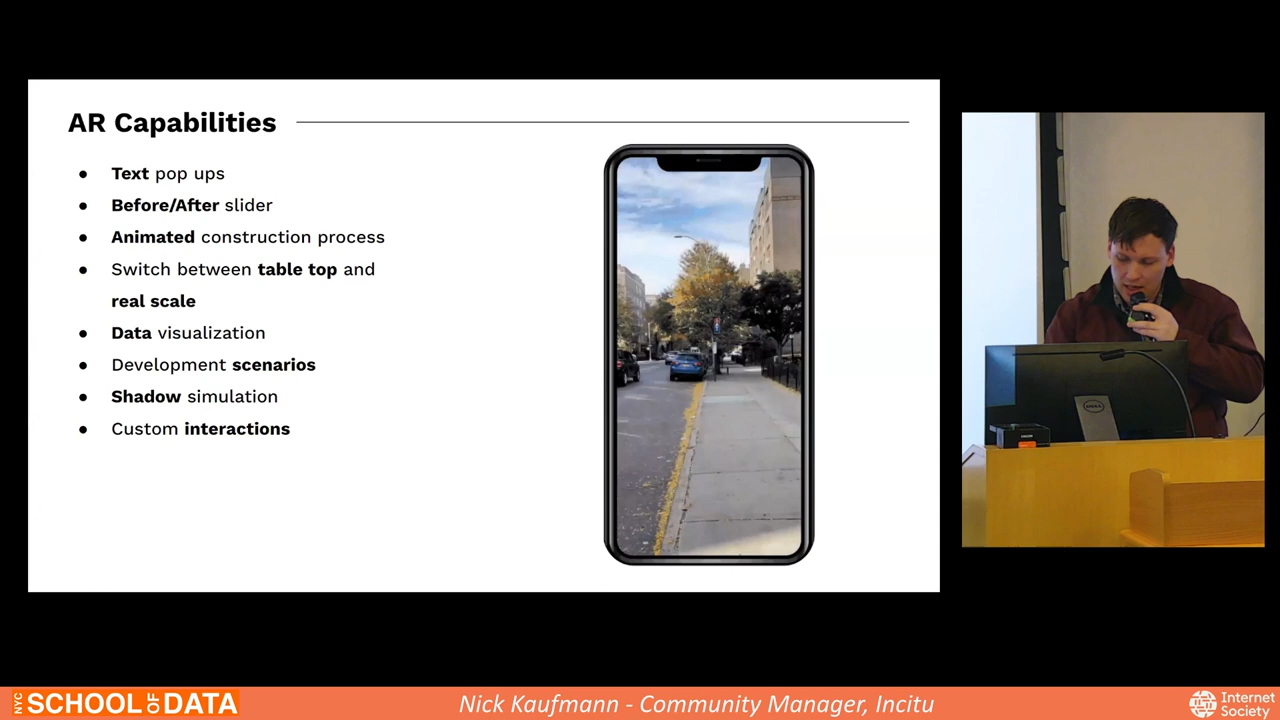 AR Capabilities
● Text pop ups
● Before/After slider
● Animated construction process
● Switch between table top and
real scale
● Data visualization
● Development scenarios
● Shadow simulation
● Custom interactions
DELL
NYC SCHOOL OF DATA
Nick Kaufmann - Community Manager, Incitu
Internet
Society